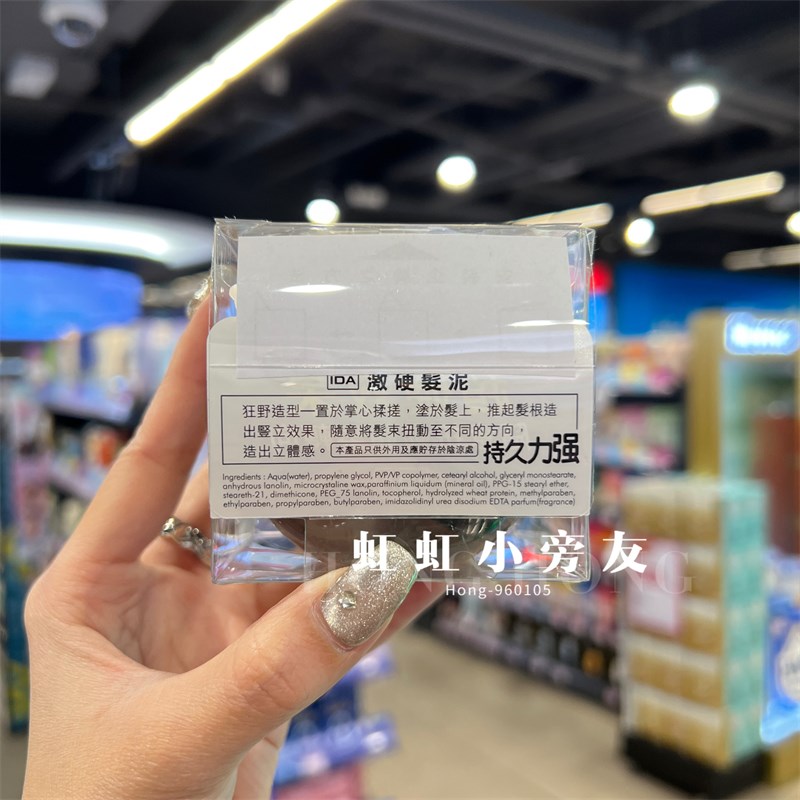 IDA 激硬髮泥
狂野造型一置於掌心揉搓，塗於髮上，推起髮根造
出豎立效果，隨意將髮束扭動至不同的方向，
造出立體感。 本產品只供外用及應貯存於陰涼處 持久力强
Ingredients : Aqua(water), propylene glycol, PVP/VP copolymer, cetearyl alcohol, glyceryl monostearate,
anhydrous lanolin, microcrystaline wax,paraffinium liquidum (mineral oil), PPG-15 stearyl ether,
steareth-21, dimethicone, PEG_75 lanolin, tocopherol, hydrolyzed wheat protein, methylparaben,
ethylparaben, propylparaben, butylparaben, imidazolidinyl urea disodium EDTA parfum(fragrance)
虹虹小旁友
Hong-960105